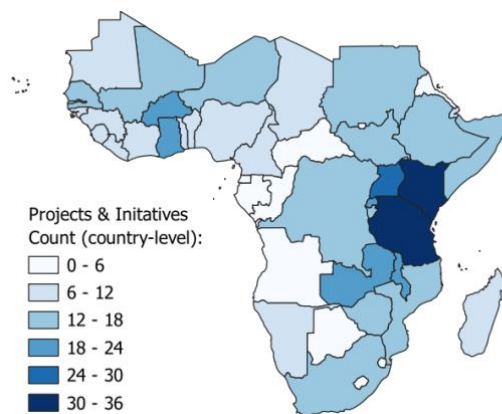 Projects & Initatives
Count (country-level):
0 - 6
6 - 12
12 - 18
18 - 24
24 - 30
30 - 36